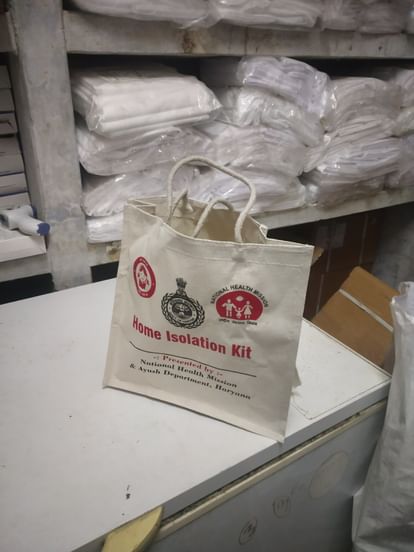 NATIONAL HEALTH MISSION
Home Isolation Kit
-: Presented by :-
National Health Mission
& Ayush Department, Haryana